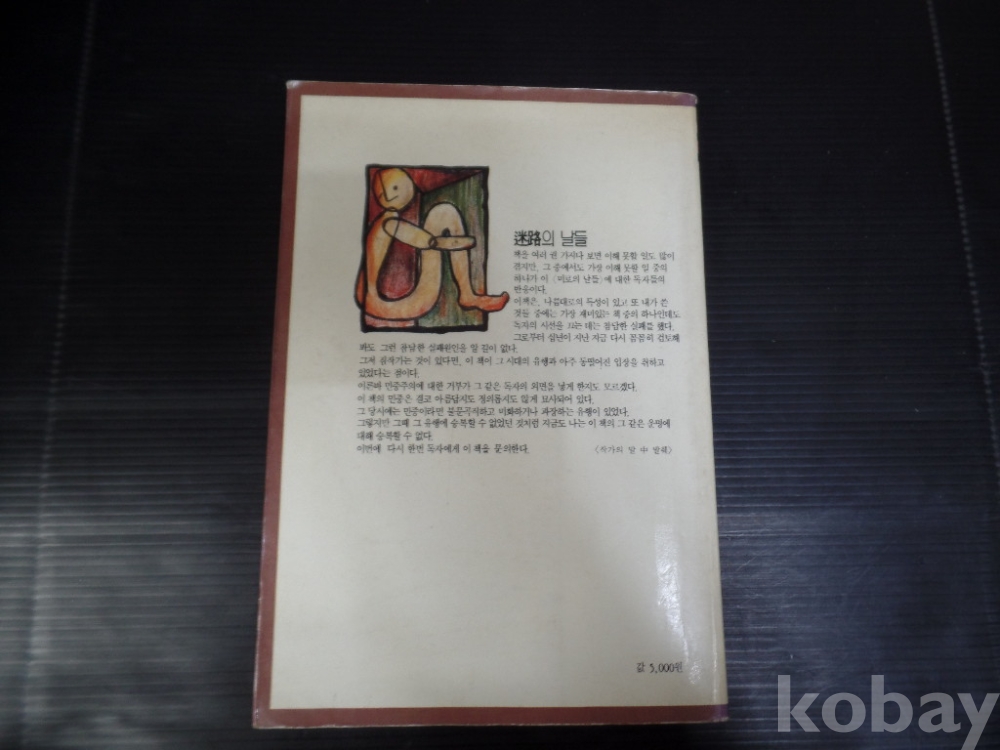 迷路의 날들
책을 여러 권 가지다 보면 이해 못할 일도 많이
겪지만, 그 중에서도 가장 이해 못할 일 중의
하나가 이 〈미로의 날들〉에 대한 독자들의
반응이다.
이책은, 나름대로의 특성이 있고 또 내가 쓴
것들 중에는 가장 재미있는 책 중의 하나인데도
독자의 시선을 끄는 데는 참담한 실패를 했다.
그로부터 십년이 지난 지금 다시 꼼꼼히 검토해
봐도 그런 참담한 실패원인을 알 길이 없다.
그저 짐작가는 것이 있다면, 이 책이 그 시대의 유행과 아주 동떨어진 입장을 취하고
있었다는 점이다.
이른바 민중주의에 대한 거부가 그 같은 독자의 외면을 낳게 한지도 모르겠다.
이 책의 민중은 결코 아름답지도 정의롭지도 않게 묘사되어 있다.
그 당시에는 민중이라면 불문곡직하고 미화하거나 과장하는 유행이 있었다.
그렇지만 그때 그 유행에 승복할 수 없었던 것처럼 지금도 나는 이 책의 그 같은 운명에
대해 승복할 수 없다.
이번에 다시 한번 독자에게 이 책을 문의한다.
〈작가의 말 中 발췌〉
값 5,000원
kobay